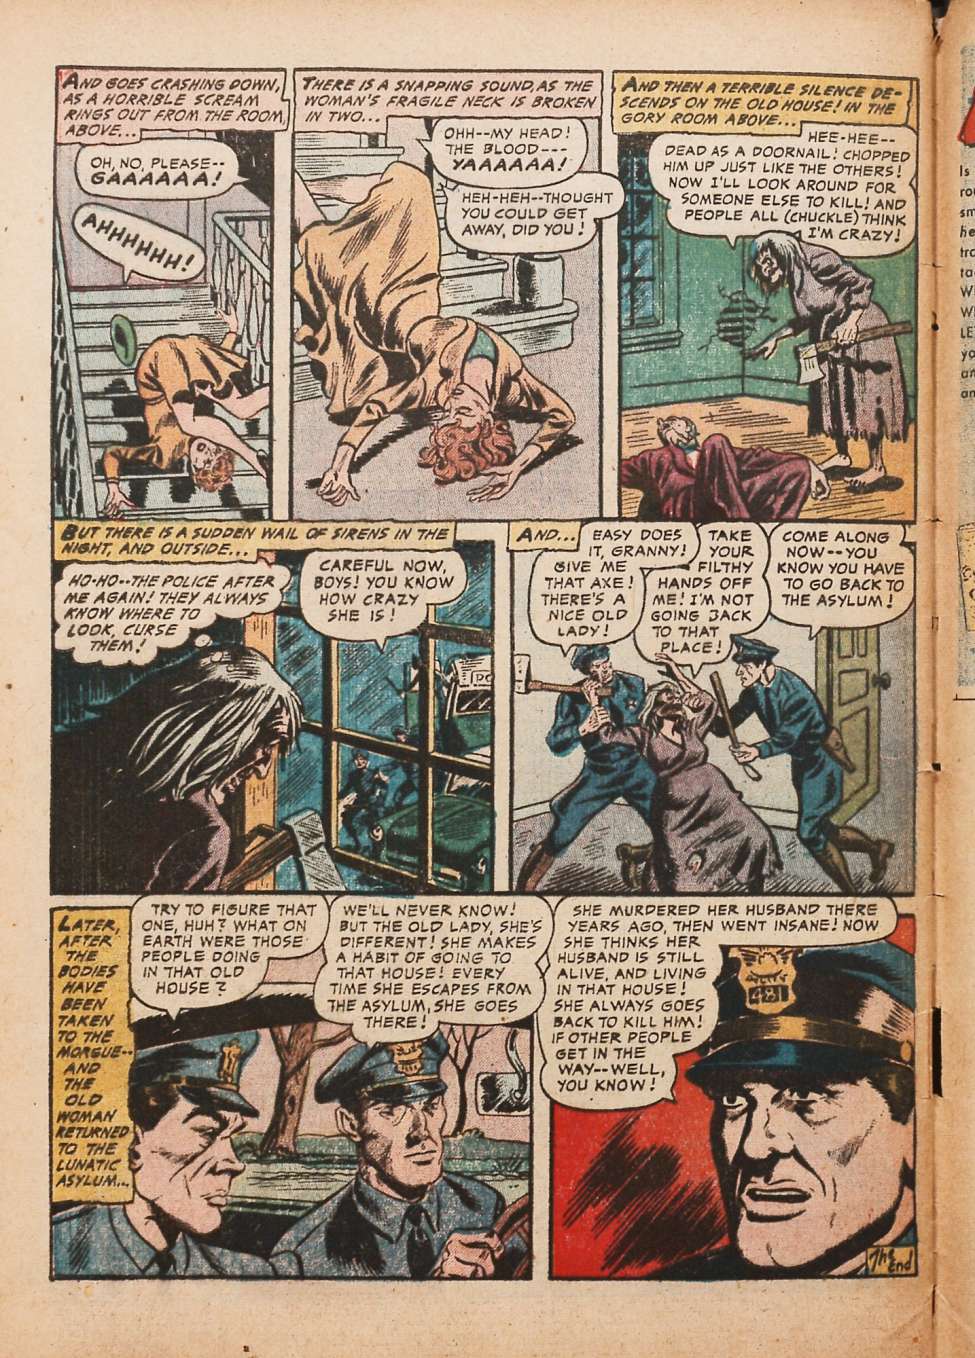 AND GOES CRASHING DOWN,
AS A HORRIBLE SCREAM
RINGS OUT FROM THE ROOM,
ABOVE...
OH, NO, PLEASE--
GAAAAAA!
AHHHHHH!
THERE IS A SNAPPING SOUND, AS THE
WOMAN'S FRAGILE NECK IS BROKEN
IN TWO...
OHH--MY HEAD!
THE BLOOD---
YAAAAAA!
HEH-HEH--THOUGHT
YOU COULD GET
AWAY, DID YOU!
AND THEN A TERRIBLE SILENCE DE-
SCENDS ON THE OLD HOUSE! IN THE
GORY ROOM ABOVE...
HEE-HEE--
DEAD AS A DOORNAIL! CHOPPED
HIM UP JUST LIKE THE OTHERS!
NOW I'LL LOOK AROUND FOR
SOMEONE ELSE TO KILL! AND
PEOPLE ALL (CHUCKLE) THINK
I'M CRAZY!
BUT THERE IS A SUDDEN WAIL OF SIRENS IN THE
NIGHT, AND OUTSIDE...
HO-HO--THE POLICE AFTER
ME AGAIN! THEY ALWAYS
KNOW WHERE TO
LOOK, CURSE
THEM!
CAREFUL NOW,
BOYS! YOU KNOW
HOW CRAZY
SHE IS!
AND...
EASY DOES
IT, GRANNY!
GIVE ME
THAT AXE!
THERE'S A
NICE OLD
LADY!
TAKE
YOUR
FILTHY
HANDS OFF
ME! I'M NOT
GOING BACK
TO THAT
PLACE!
COME ALONG
NOW--YOU
KNOW YOU HAVE
TO GO BACK TO
THE ASYLUM!
LATER,
AFTER
THE
BODIES
HAVE
BEEN
TAKEN
TO THE
MORGUE--
AND
THE
OLD
WOMAN
RETURNED
TO THE
LUNATIC
ASYLUM...
TRY TO FIGURE THAT
ONE, HUH? WHAT ON
EARTH WERE THOSE
PEOPLE DOING
IN THAT OLD
HOUSE?
WE'LL NEVER KNOW!
BUT THE OLD LADY, SHE'S
DIFFERENT! SHE MAKES
A HABIT OF GOING TO
THAT HOUSE! EVERY
TIME SHE ESCAPES FROM
THE ASYLUM, SHE GOES
THERE!
SHE MURDERED HER HUSBAND THERE
YEARS AGO, THEN WENT INSANE! NOW
SHE THINKS HER
HUSBAND IS STILL
ALIVE, AND LIVING
IN THAT HOUSE!
SHE ALWAYS GOES
BACK TO KILL HIM!
IF OTHER PEOPLE
GET IN THE
WAY--WELL,
YOU KNOW!
421
The
End
Is